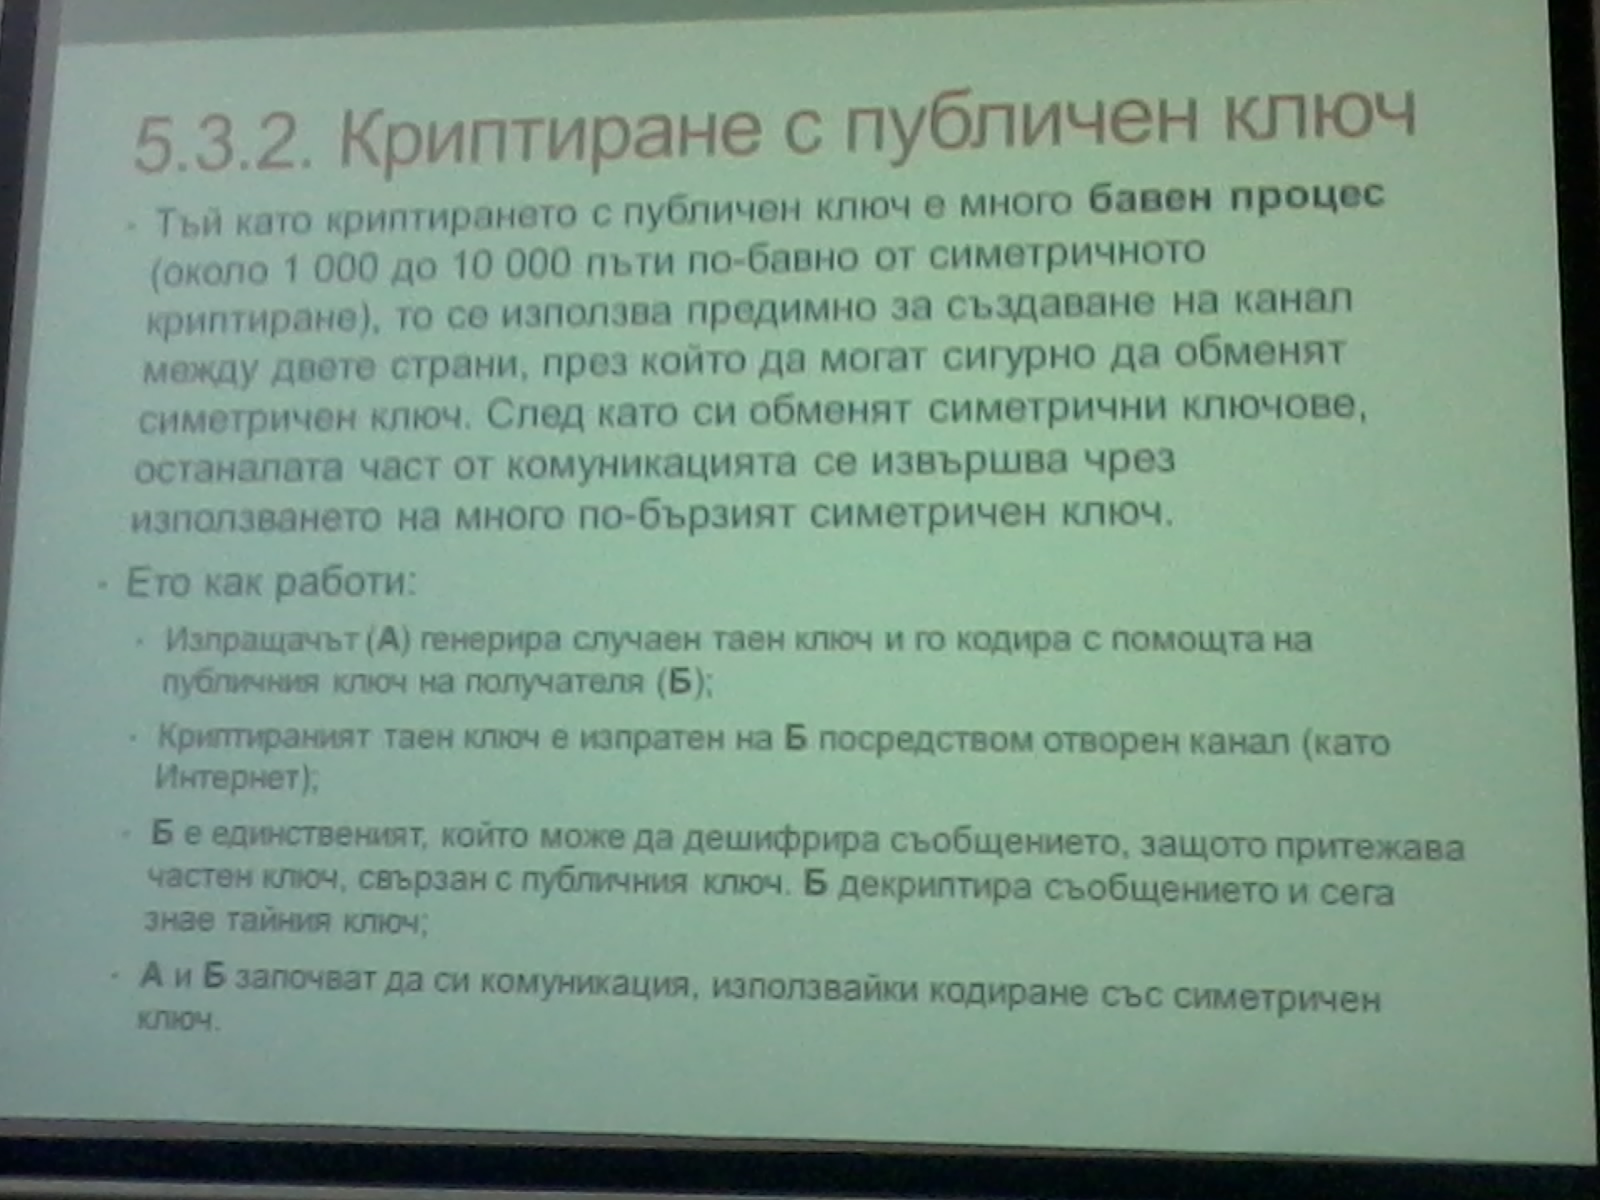 5.3.2. Криптиране с публичен ключ
Тъй като криптирането с публичен ключ е много бавен процес
(около 1 000 до 10 000 пъти по-бавно от симетричното
криптиране), то се използва предимно за създаване на канал
между двете страни, през който да могат сигурно да обменят
симетричен ключ. След като си обменят симетрични ключове,
останалата част от комуникацията се извършва чрез
използването на много по-бързият симетричен ключ.
Ето как работи:
Изпращачът (А) генерира случаен таен ключ и го кодира с помощта на
публичния ключ на получателя (Б);
Криптираният таен ключ е изпратен на Б посредством отворен канал (като
Интернет);
Б е единственият, който може да дешифрира съобщението, защото притежава
частен ключ, свързан с публичния ключ. Б декриптира съобщението и сега
знае тайния ключ;
А и Б започват да си комуникация, използвайки кодиране със симетричен
ключ.